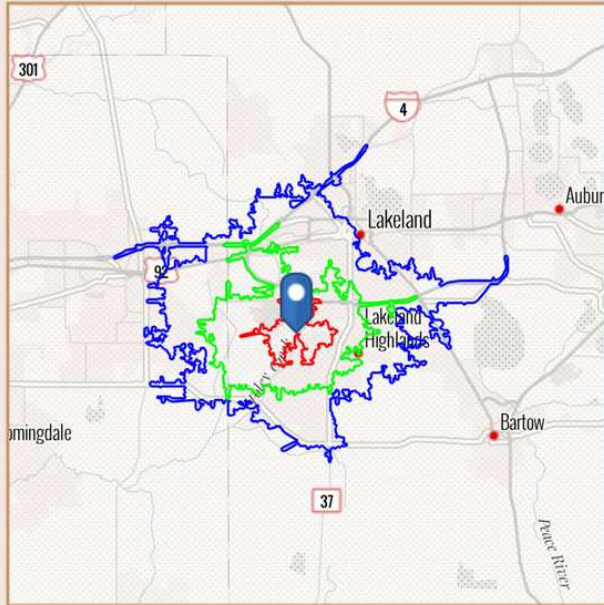 301
4
Aubur
Lakeland
92
Lakeland
Highlands
omingdale
Bartow
37
Peace River